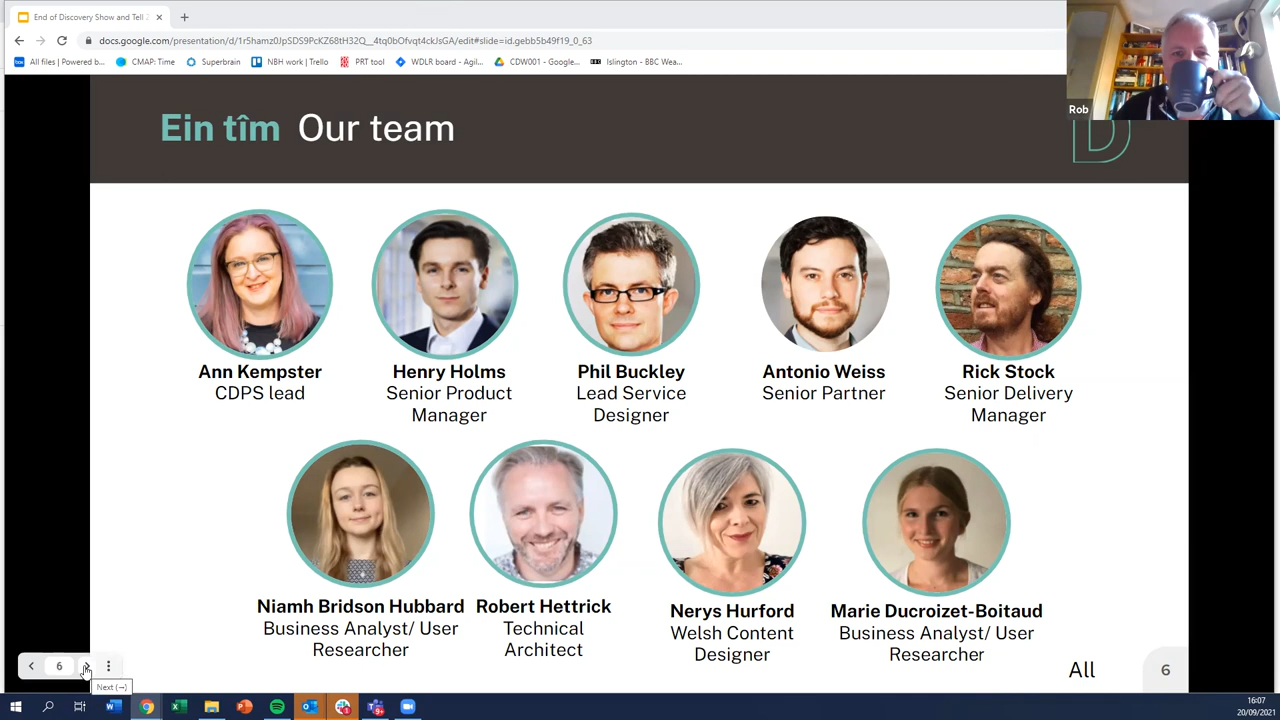 End of Discovery Show and Tell 2
docs.google.com/presentation/d/1r5hamz0JpSDS9PcKZ68tH32Q__4tq0bOfvqt4ckJsGA/edit#slide=id.gebb5b49f19_0_63
All files | Powered b... CMAP: Time Superbrain NBH work | Trello PRT tool WDLR board - Agil... CDW001 - Google... Islington - BBC Wea...
Rob
Ein tîm Our team
D
Ann Kempster
CDPS lead
Henry Holms
Senior Product
Manager
Phil Buckley
Lead Service
Designer
Antonio Weiss
Senior Partner
Rick Stock
Senior Delivery
Manager
Niamh Bridson Hubbard
Business Analyst/ User
Researcher
Robert Hettrick
Technical
Architect
Nerys Hurford
Welsh Content
Designer
Marie Ducroizet-Boitaud
Business Analyst/ User
Researcher
All
6
6
Next (→)
16:07
20/09/2021